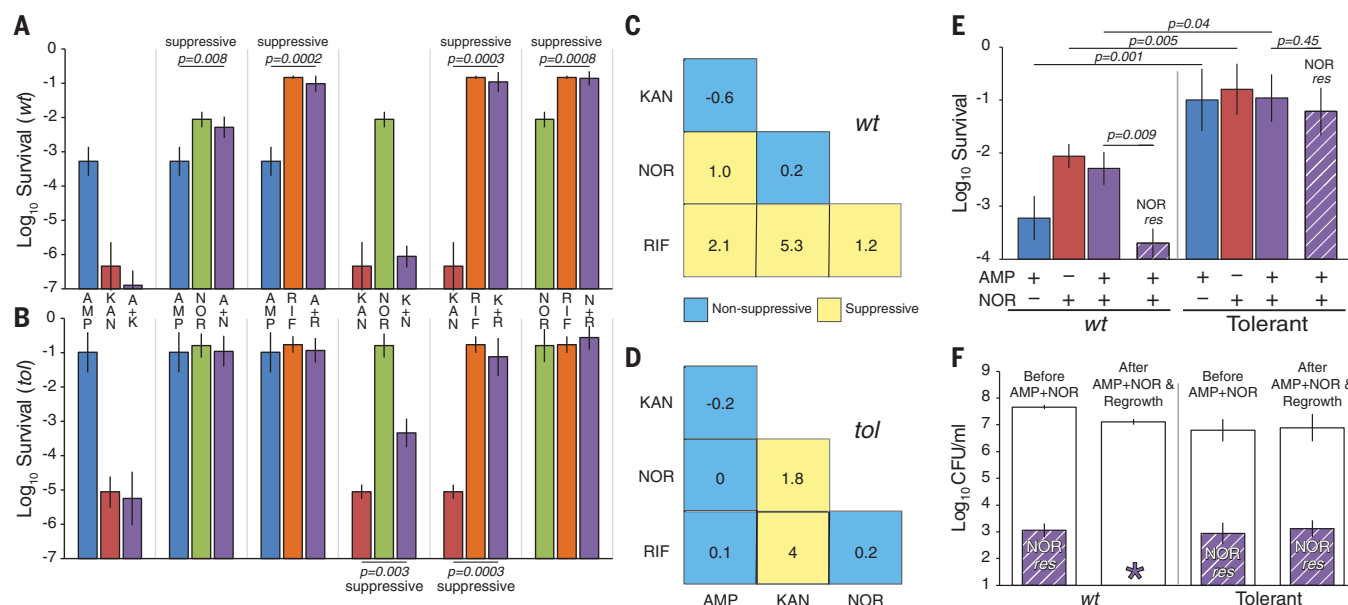 A
Log10 Survival (wt)
0
-1
-2
-3
-4
-5
-6
-7
suppressive
p=0.008
suppressive
p=0.0002
suppressive
p=0.0003
suppressive
p=0.0008
AMP
KAN
A+K
AMP
NOR
A+N
AMP
RIF
A+R
KAN
NOR
K+N
KAN
RIF
K+R
NOR
RIF
N+R
B
Log10 Survival (tol)
0
-1
-2
-3
-4
-5
-6
-7
p=0.003
suppressive
p=0.0003
suppressive
C
wt
KAN
-0.6
NOR
1.0
0.2
RIF
2.1
5.3
1.2
Non-suppressive
Suppressive
D
tol
KAN
-0.2
NOR
0
1.8
RIF
0.1
4
0.2
AMP
KAN
NOR
E
Log10 Survival
0
-1
-2
-3
-4
p=0.04
p=0.005
p=0.45
p=0.001
p=0.009
NOR
res
NOR
res
AMP + − + + + − + +
NOR − + + + − + + +
wt
Tolerant
F
Log10CFU/ml
9
8
7
6
5
4
3
2
1
Before
AMP+NOR
After
AMP+NOR &
Regrowth
Before
AMP+NOR
After
AMP+NOR &
Regrowth
NOR
res
*
NOR
res
NOR
res
wt
Tolerant